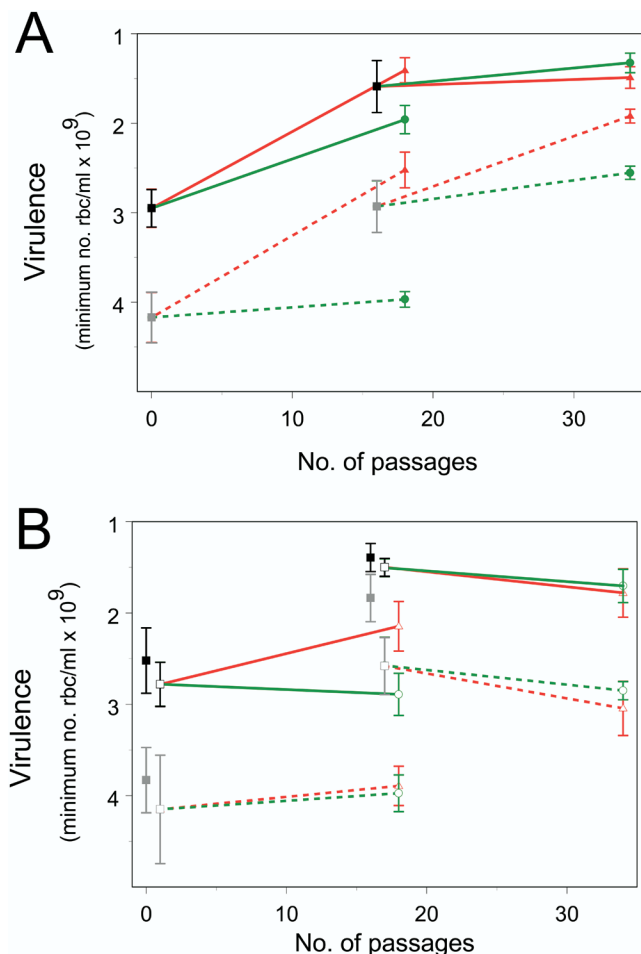 A
1
2
3
4
Virulence
(minimum no. rbc/ml x 10⁹)
0 10 20 30
No. of passages
B
1
2
3
4
Virulence
(minimum no. rbc/ml x 10⁹)
0 10 20 30
No. of passages